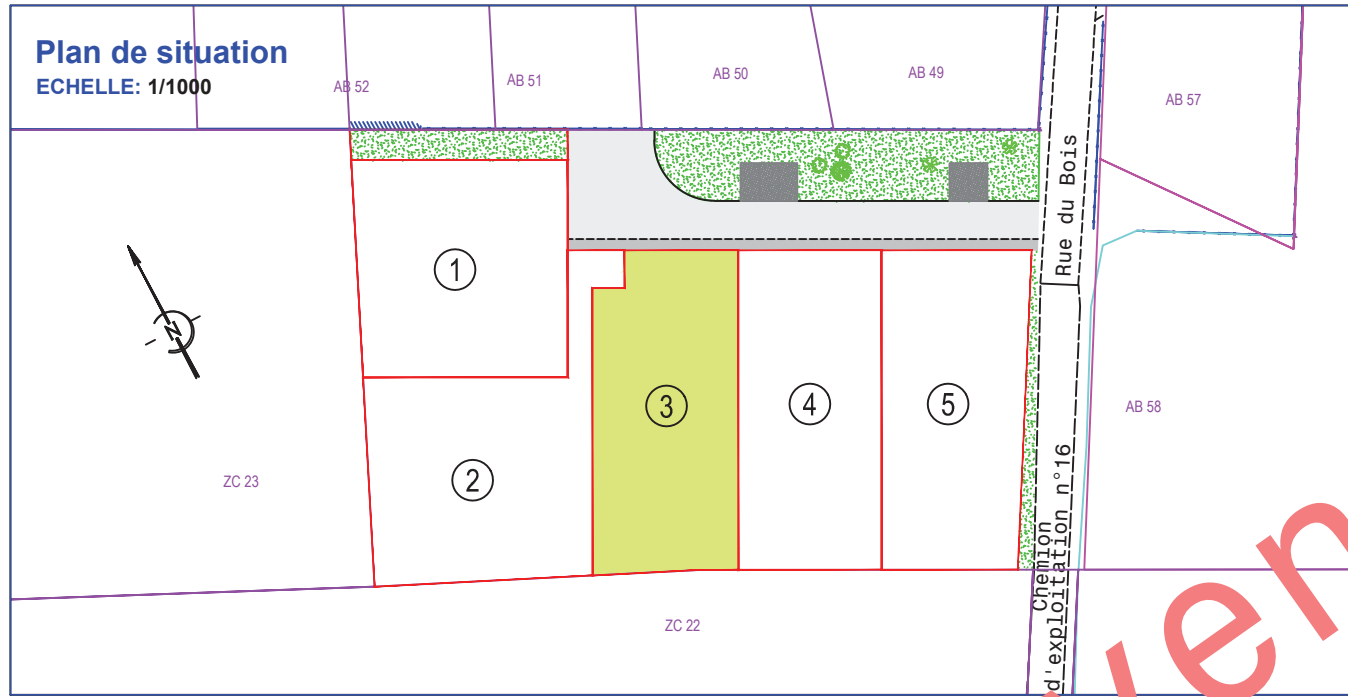 Plan de situation
ECHELLE: 1/1000
AB 52
AB 51
AB 50
AB 49
AB 57
Rue du Bois
1
N
3
4
5
AB 58
2
ZC 23
Chemion
d'exploitation n°16
ZC 22
ven